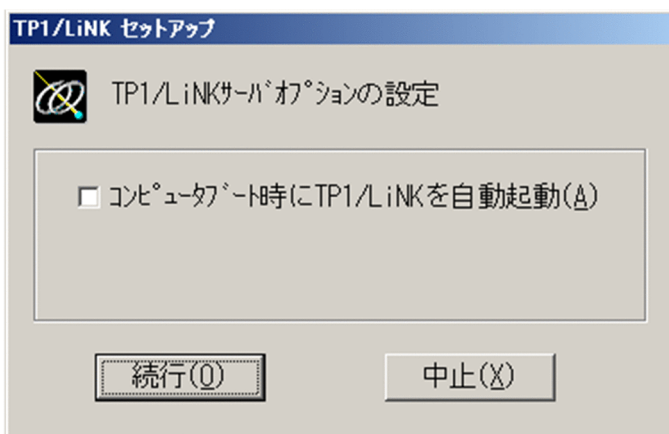 TP1/LiNK セットアップ
TP1/LiNKｻｰﾊﾞｵﾌﾟｼｮﾝの設定
ｺﾝﾋﾟｭｰﾀﾌﾞｰﾄ時にTP1/LiNKを自動起動(A)
続行(O)
中止(X)